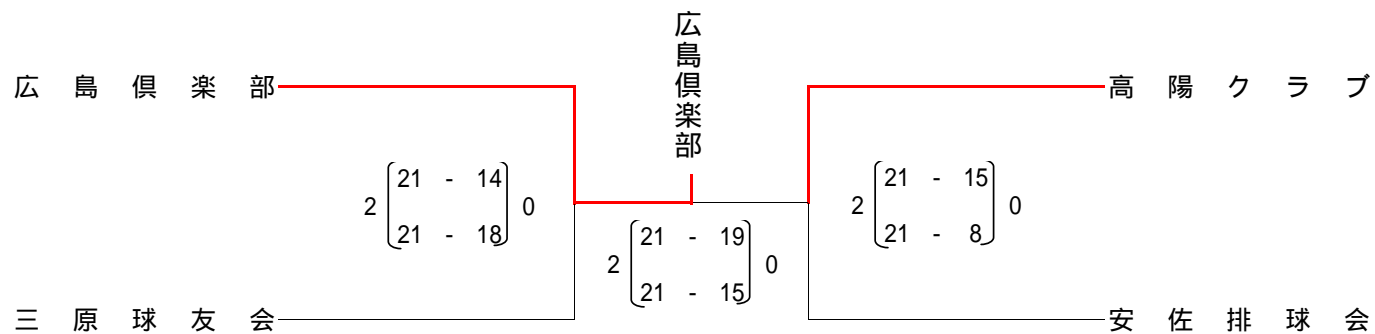 広島倶楽部
広島倶楽部
高陽クラブ
2 21 - 14 0
21 - 18
2 21 - 15 0
21 - 8
2 21 - 19 0
21 - 15
三原球友会
安佐排球会